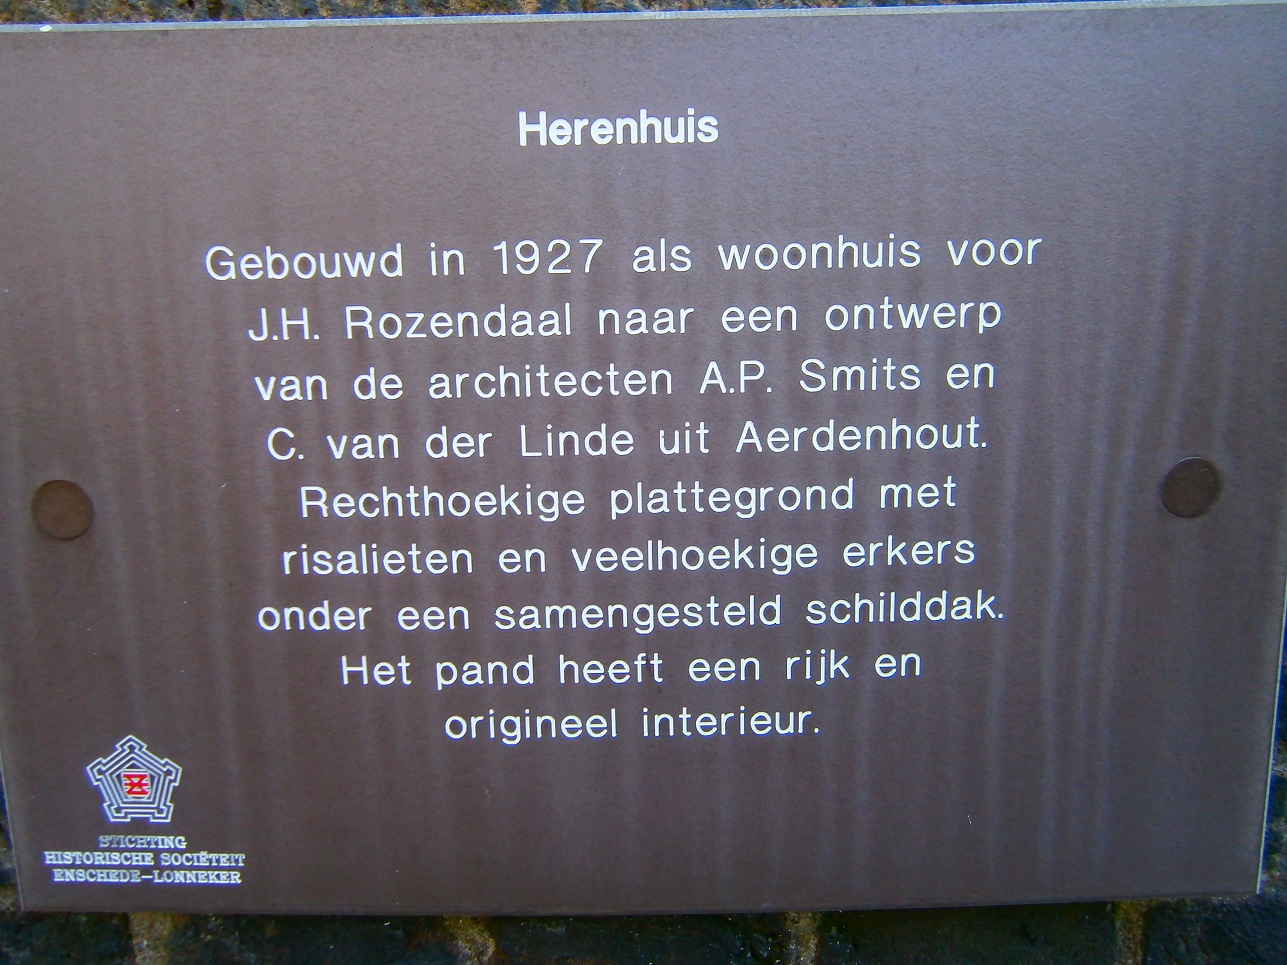 Herenhuis
Gebouwd in 1927 als woonhuis voor
J.H. Rozendaal naar een ontwerp
van de architecten A.P. Smits en
C. van der Linde uit Aerdenhout.
Rechthoekige plattegrond met
risalieten en veelhoekige erkers
onder een samengesteld schilddak.
Het pand heeft een rijk en
origineel interieur.
STICHTING
HISTORISCHE SOCIËTEIT
ENSCHEDE-LONNEKER